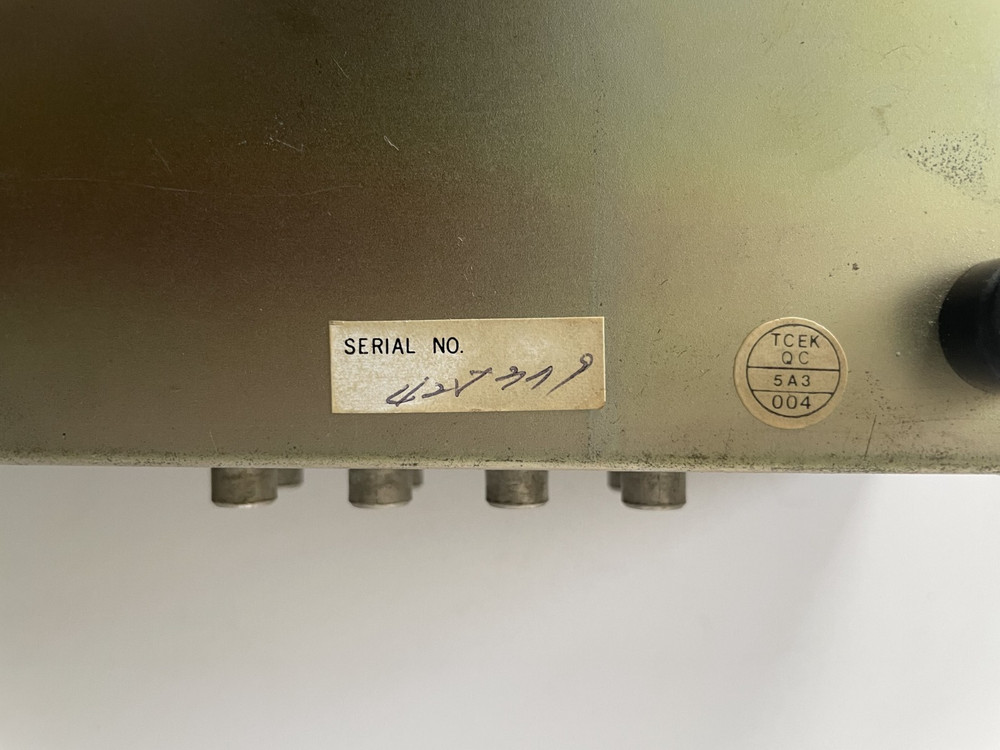 SERIAL NO.
TCEK
QC
5A3
004